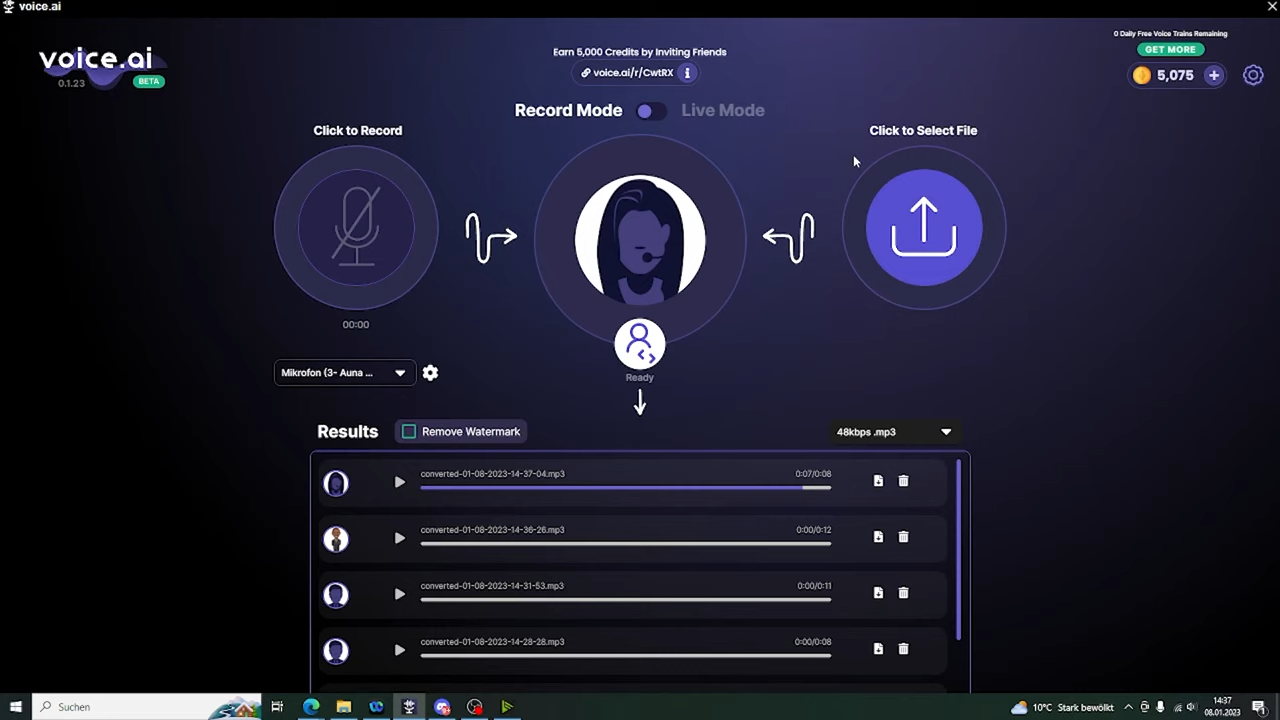 voice.ai
voice.ai
0.1.23
BETA
Earn 5,000 Credits by Inviting Friends
voice.ai/r/CwtRX
0 Daily Free Voice Trains Remaining
GET MORE
5,075
Record Mode
Live Mode
Click to Record
Click to Select File
00:00
Ready
Mikrofon (3- Auna ...
Results
Remove Watermark
48kbps .mp3
converted-01-08-2023-14-37-04.mp3
0:07/0:08
converted-01-08-2023-14-36-26.mp3
0:00/0:12
converted-01-08-2023-14-31-53.mp3
0:00/0:11
converted-01-08-2023-14-28-28.mp3
0:00/0:08
Suchen
10°C Stark bewölkt
14:37
08.01.2023